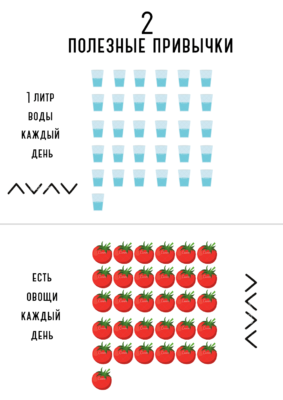 2
ПОЛЕЗНЫЕ ПРИВЫЧКИ
1 ЛИТР
ВОДЫ
КАЖДЫЙ
ДЕНЬ
ЕСТЬ
ОВОЩИ
КАЖДЫЙ
ДЕНЬ